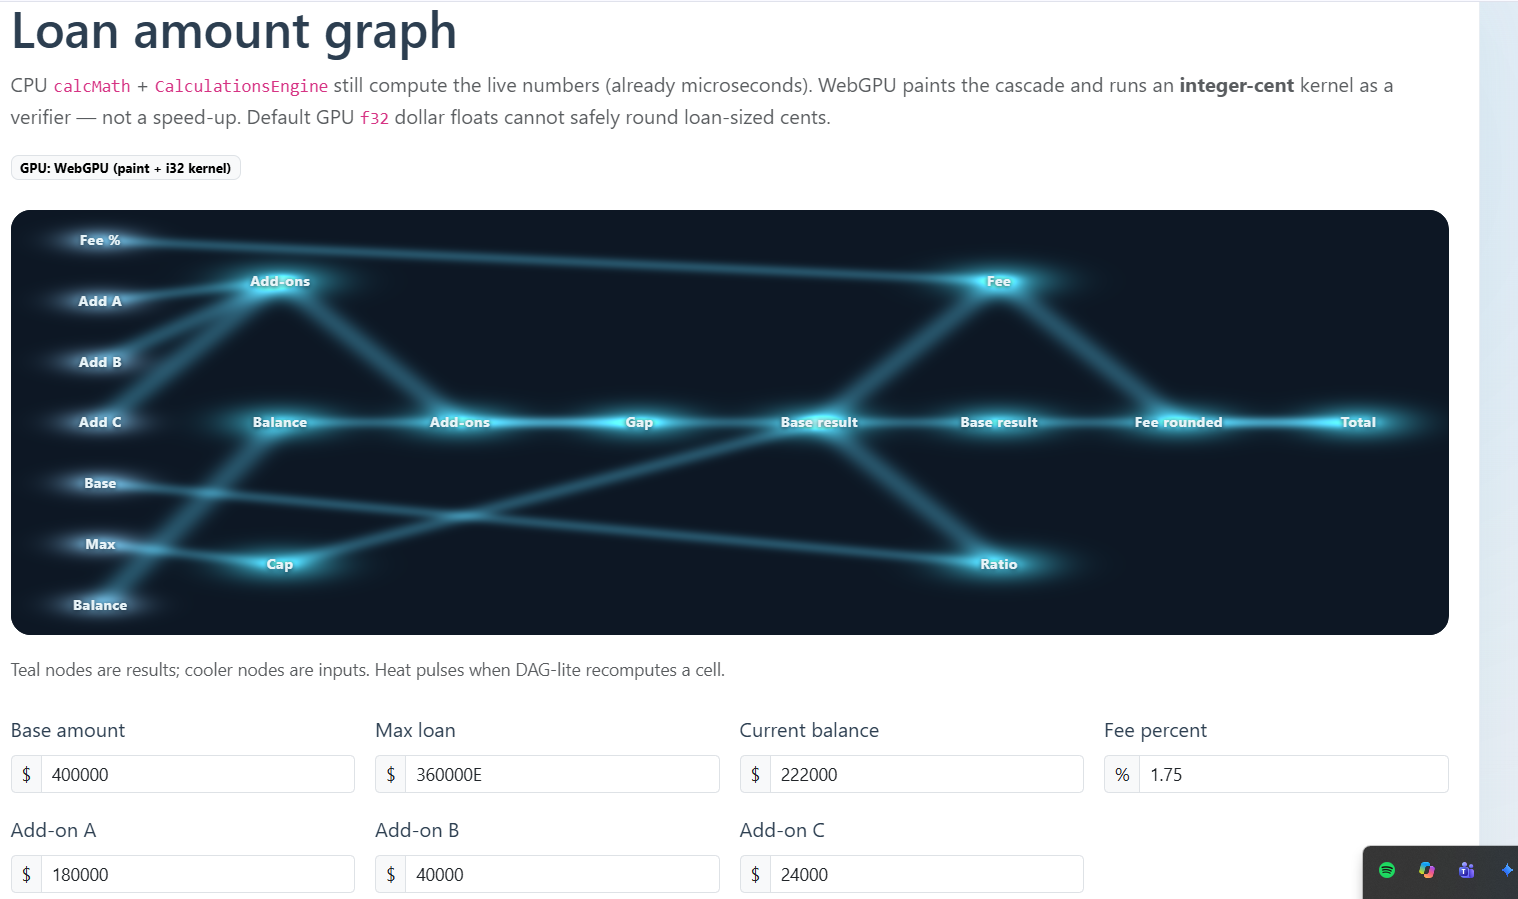 Loan amount graph
CPU calcMath + CalculationsEngine still compute the live numbers (already microseconds). WebGPU paints the cascade and runs an integer-cent kernel as a
verifier — not a speed-up. Default GPU f32 dollar floats cannot safely round loan-sized cents.
GPU: WebGPU (paint + i32 kernel)
Fee %
Add-ons
Fee
Add A
Add B
Add C
Balance
Add-ons
Gap
Base result
Base result
Fee rounded
Total
Base
Max
Cap
Ratio
Balance
Teal nodes are results; cooler nodes are inputs. Heat pulses when DAG-lite recomputes a cell.
Base amount
Max loan
Current balance
Fee percent
$ 400000
$ 360000E
$ 222000
% 1.75
Add-on A
Add-on B
Add-on C
$ 180000
$ 40000
$ 24000